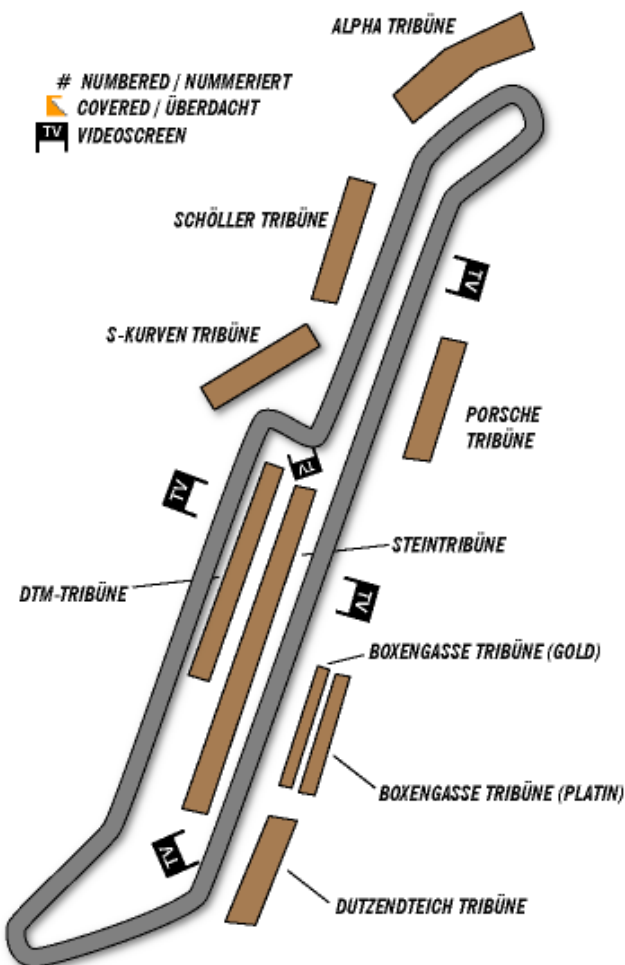 ALPHA TRIBÜNE
# NUMBERED / NUMMERIERT
COVERED / ÜBERDACHT
TV VIDEOSCREEN
SCHÖLLER TRIBÜNE
TV
S-KURVEN TRIBÜNE
PORSCHE
TRIBÜNE
TV
TV
STEINTRIBÜNE
DTM-TRIBÜNE
TV
BOXENGASSE TRIBÜNE (GOLD)
BOXENGASSE TRIBÜNE (PLATIN)
TV
DUTZENDTEICH TRIBÜNE